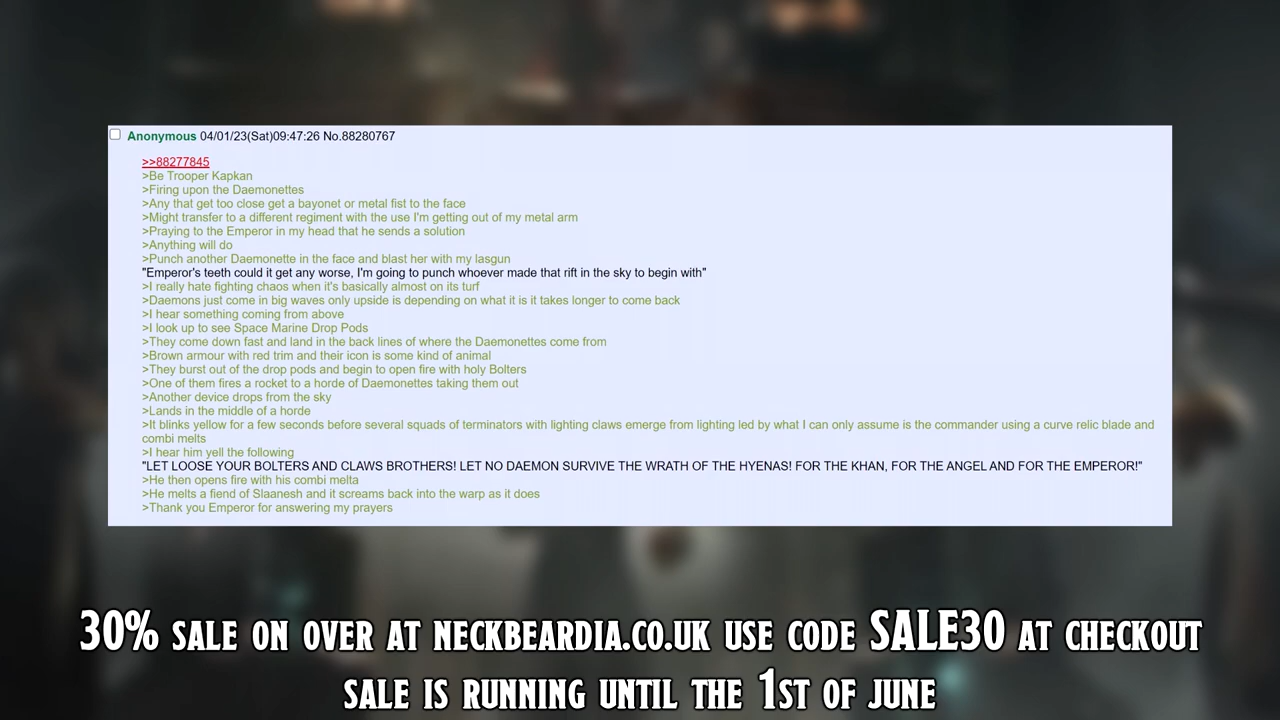 Anonymous 04/01/23(Sat)09:47:26 No.88280767
>>88277845
>Be Trooper Kapkan
>Firing upon the Daemonettes
>Any that get too close get a bayonet or metal fist to the face
>Might transfer to a different regiment with the use I'm getting out of my metal arm
>Praying to the Emperor in my head that he sends a solution
>Anything will do
>Punch another Daemonette in the face and blast her with my lasgun
"Emperor's teeth could it get any worse, I'm going to punch whoever made that rift in the sky to begin with"
>I really hate fighting chaos when it's basically almost on its turf
>Daemons just come in big waves only upside is depending on what it is it takes longer to come back
>I hear something coming from above
>I look up to see Space Marine Drop Pods
>They come down fast and land in the back lines of where the Daemonettes come from
>Brown armour with red trim and their icon is some kind of animal
>They burst out of the drop pods and begin to open fire with holy Bolters
>One of them fires a rocket to a horde of Daemonettes taking them out
>Another device drops from the sky
>Lands in the middle of a horde
>It blinks yellow for a few seconds before several squads of terminators with lighting claws emerge from lighting led by what I can only assume is the commander using a curve relic blade and
combi melts
>I hear him yell the following
"LET LOOSE YOUR BOLTERS AND CLAWS BROTHERS! LET NO DAEMON SURVIVE THE WRATH OF THE HYENAS! FOR THE KHAN, FOR THE ANGEL AND FOR THE EMPEROR!"
>He then opens fire with his combi melta
>He melts a fiend of Slaanesh and it screams back into the warp as it does
>Thank you Emperor for answering my prayers
30% SALE ON OVER AT NECKBEARDIA.CO.UK USE CODE SALE30 AT CHECKOUT
SALE IS RUNNING UNTIL THE 1ST OF JUNE